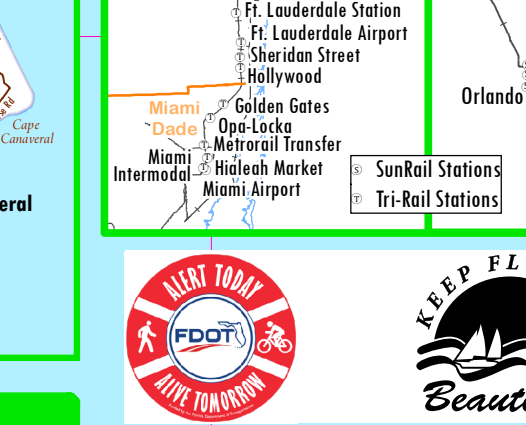 Ft. Lauderdale Station
Ft. Lauderdale Airport
Sheridan Street
Hollywood
Orlando
Miami
Dade
Golden Gates
Opa-Locka
Metrorail Transfer
Miami
Intermodal
Hialeah Market
Miami Airport
S SunRail Stations
T Tri-Rail Stations
Rd
Cape
Canaveral
eral
ALERT TODAY
FDOT
ALIVE TOMORROW
KEEP FL
Beaut